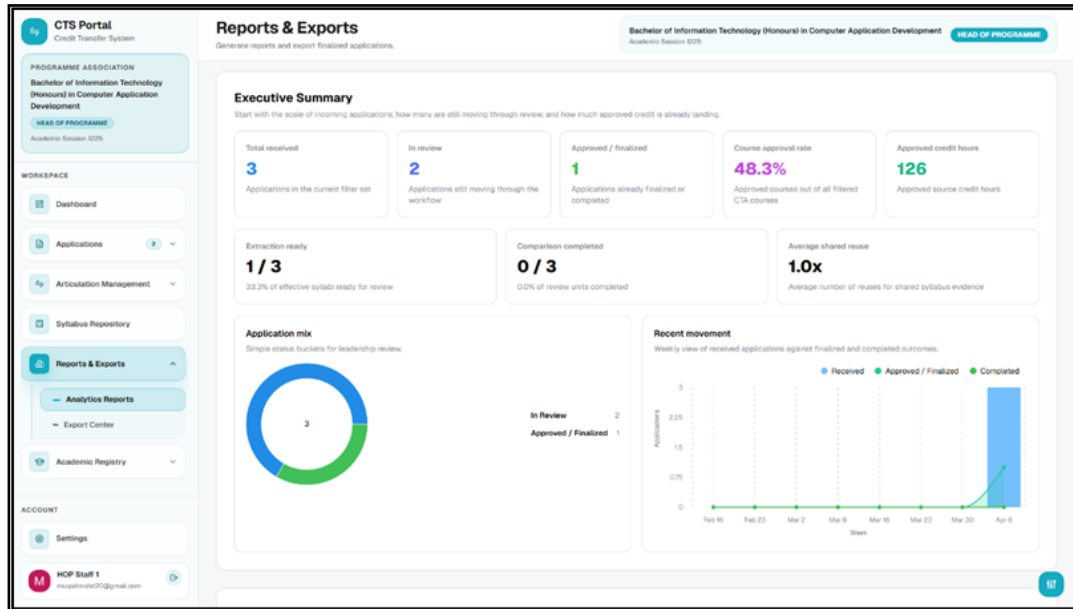 CTS Portal
Credit Transfer System
PROGRAMME ASSOCIATION
Bachelor of Information Technology
(Honours) in Computer Application
Development
HEAD OF PROGRAMME
Academic Session 1225
WORKSPACE
Dashboard
Applications 2
Articulation Management
Syllabus Repository
Reports & Exports
Analytics Reports
Export Center
Academic Registry
ACCOUNT
Settings
M
HOP Staff 1
Reports & Exports
Generate reports and export finalized applications.
Bachelor of Information Technology (Honours) in Computer Application Development
Academic Session 1225
HEAD OF PROGRAMME
Executive Summary
Start with the scale of incoming applications, how many are still moving through review, and how much approved credit is already landing.
Total received
3
Applications in the current filter set
In review
2
Applications still moving through the
workflow
Approved / finalized
1
Applications already finalized or
completed
Course approval rate
48.3%
Approved courses out of all filtered
CTA courses
Approved credit hours
126
Approved source credit hours
Extraction ready
1 / 3
33.3% of effective syllabi ready for review
Comparison completed
0 / 3
0.0% of review units completed
Average shared reuse
1.0x
Average number of reuses for shared syllabus evidence
Application mix
Simple status buckets for leadership review.
3
In Review 2
Approved / Finalized 1
Recent movement
Weekly view of received applications against finalized and completed outcomes.
Received Approved / Finalized Completed
3
2.25
1.5
0.75
0
Applications
Feb 16 Feb 23 Mar 2 Mar 9 Mar 16 Mar 23 Mar 30 Apr 6
Week